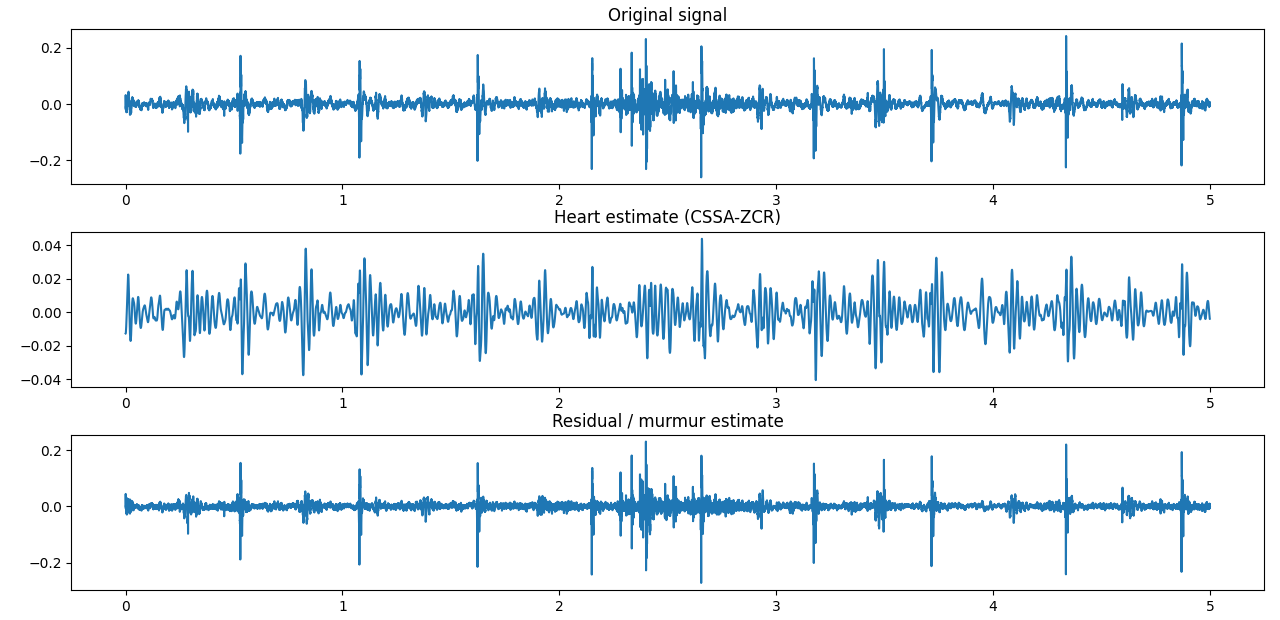 Original signal
0.2
0.0
−0.2
0 1 2 3 4 5
Heart estimate (CSSA-ZCR)
0.04
0.02
0.00
−0.02
−0.04
0 1 2 3 4 5
Residual / murmur estimate
0.2
0.0
−0.2
0 1 2 3 4 5